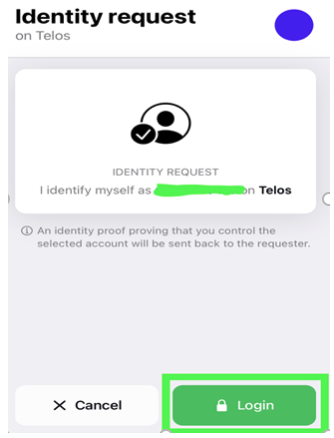 Identity request
on Telos
IDENTITY REQUEST
I identify myself as on Telos
An identity proof proving that you control the
selected account will be sent back to the requester.
Cancel
Login